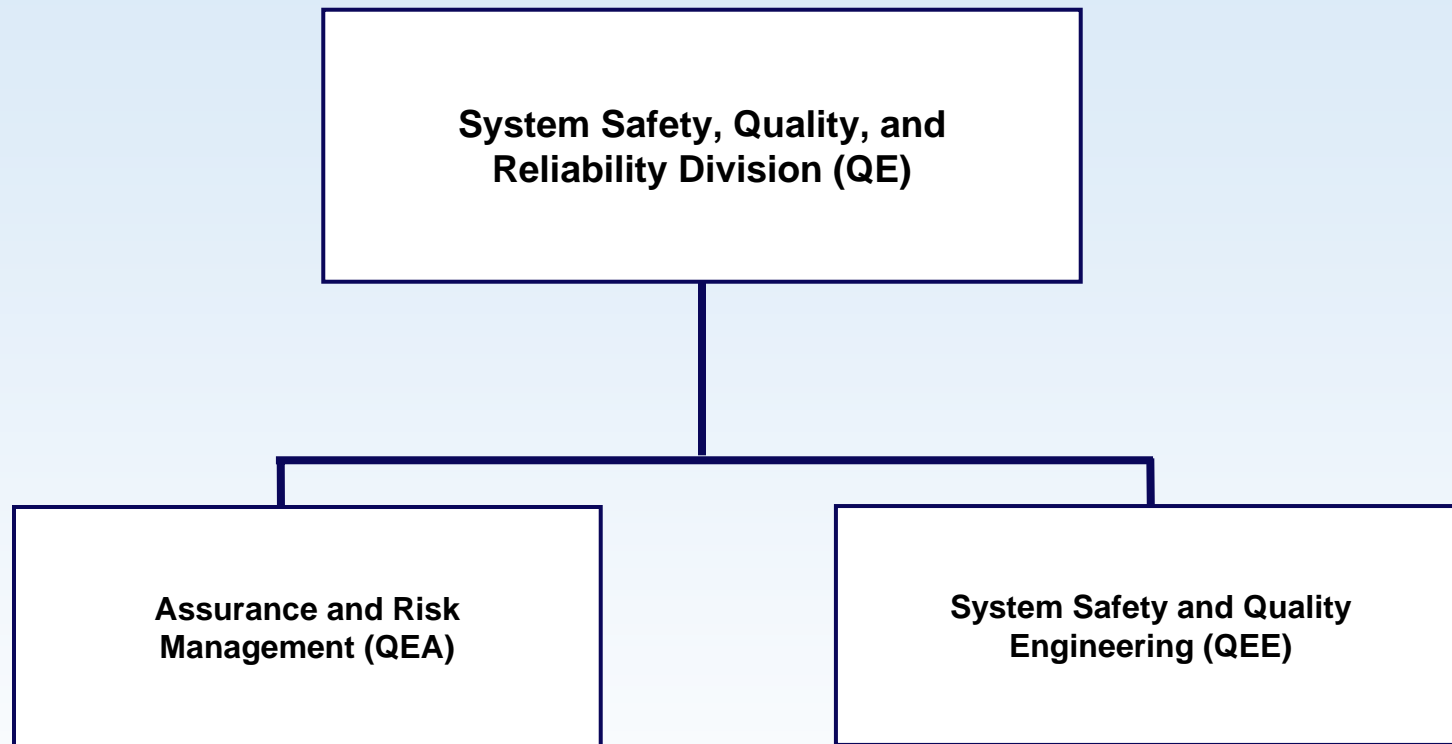 System Safety, Quality, and
Reliability Division (QE)
Assurance and Risk
Management (QEA)
System Safety and Quality
Engineering (QEE)